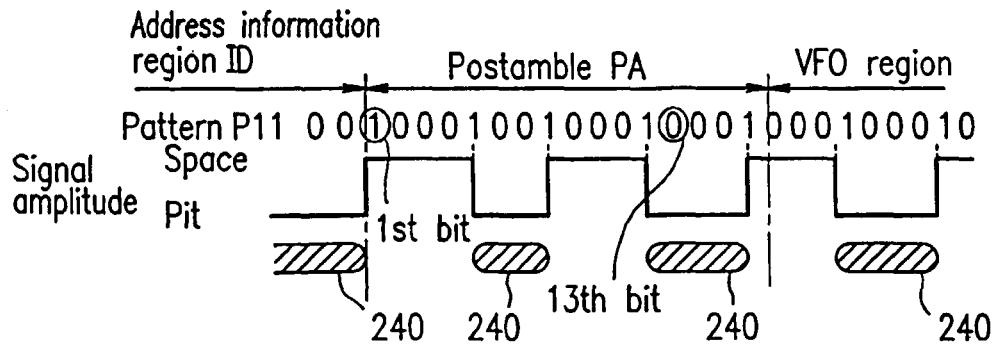 Address information
region ID
Postamble PA
VFO region
Pattern P11 0 0 1 0 0 0 1 0 0 1 0 0 0 1 0 0 0 1 0 0 0 1 0 0 0 1 0
Signal
amplitude
Space
Pit
1st bit
13th bit
240
240
240
240